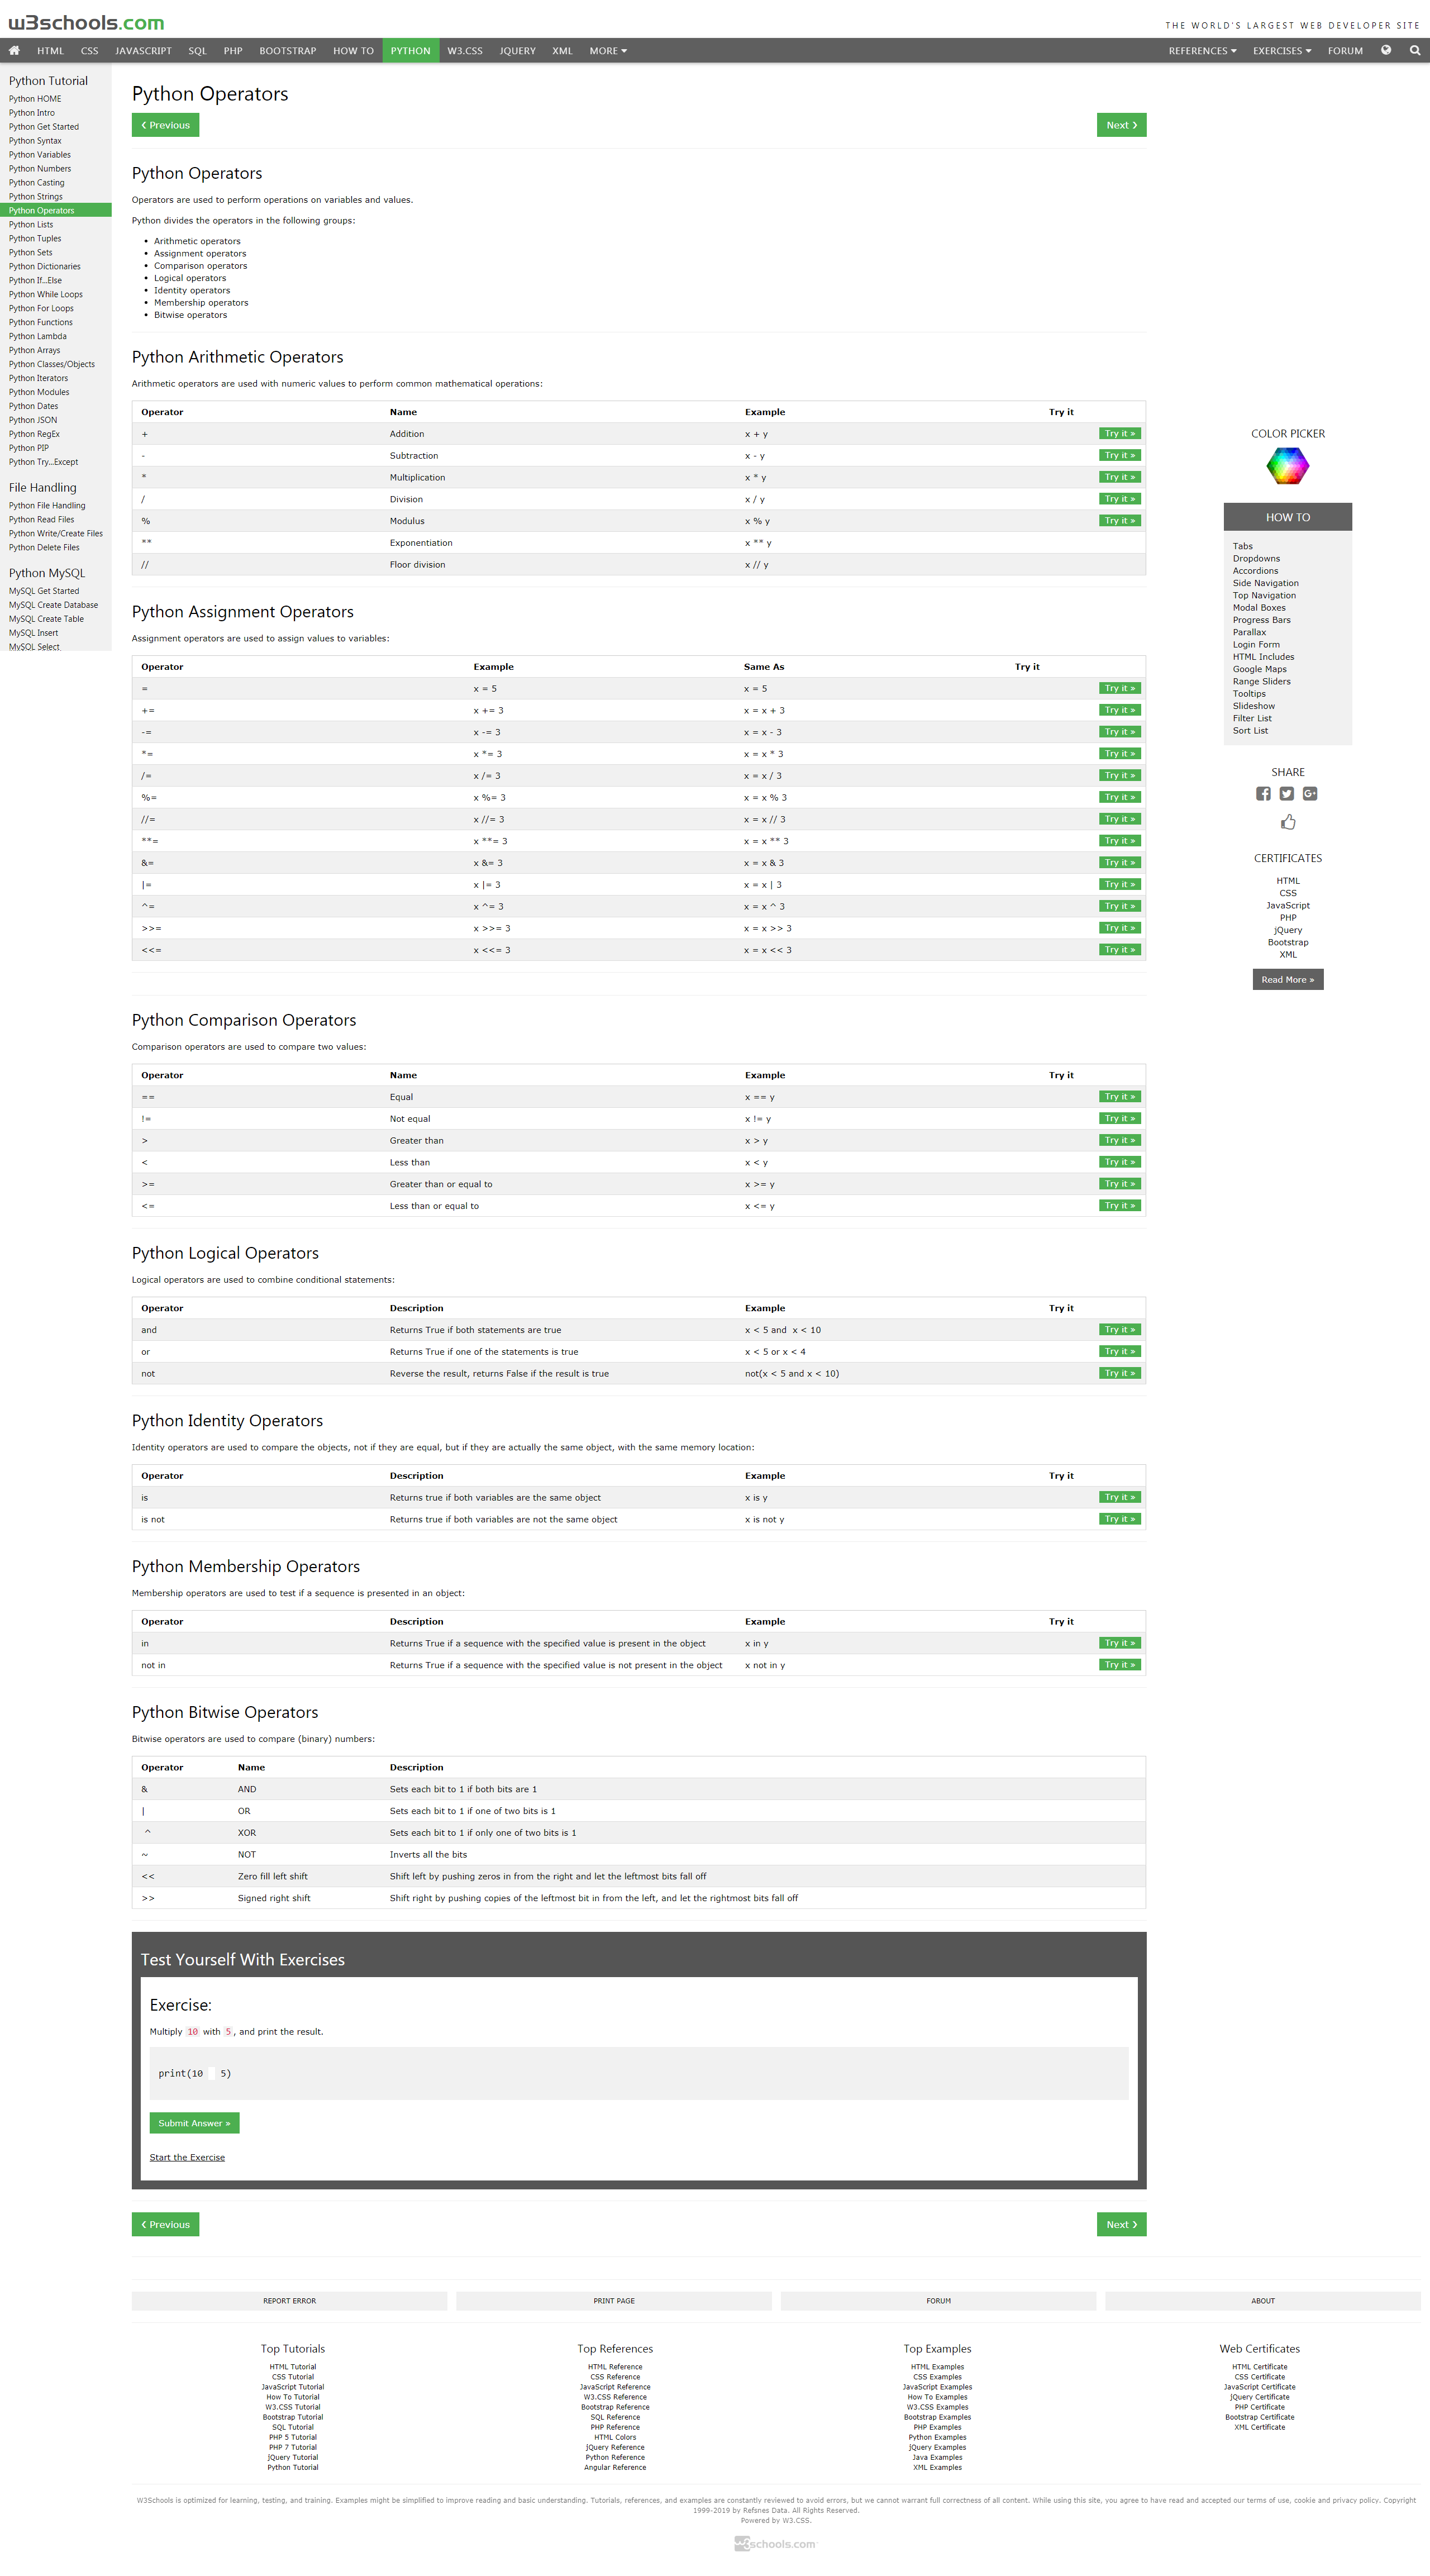 w3schools.com
THE WORLD'S LARGEST WEB DEVELOPER SITE
HTML CSS JAVASCRIPT SQL PHP BOOTSTRAP HOW TO PYTHON W3.CSS JQUERY XML MORE REFERENCES EXERCISES FORUM
Python Tutorial
Python HOME
Python Intro
Python Get Started
Python Syntax
Python Variables
Python Numbers
Python Casting
Python Strings
Python Operators
Python Lists
Python Tuples
Python Sets
Python Dictionaries
Python If...Else
Python While Loops
Python For Loops
Python Functions
Python Lambda
Python Arrays
Python Classes/Objects
Python Iterators
Python Modules
Python Dates
Python JSON
Python RegEx
Python PIP
Python Try...Except
File Handling
Python File Handling
Python Read Files
Python Write/Create Files
Python Delete Files
Python MySQL
MySQL Get Started
MySQL Create Database
MySQL Create Table
MySQL Insert
MySQL Select
Python Operators
❮ Previous Next ❯
Python Operators
Operators are used to perform operations on variables and values.
Python divides the operators in the following groups:
• Arithmetic operators
• Assignment operators
• Comparison operators
• Logical operators
• Identity operators
• Membership operators
• Bitwise operators
Python Arithmetic Operators
Arithmetic operators are used with numeric values to perform common mathematical operations:
Operator Name Example Try it
+ Addition x + y Try it »
- Subtraction x - y Try it »
* Multiplication x * y Try it »
/ Division x / y Try it »
% Modulus x % y Try it »
** Exponentiation x ** y
// Floor division x // y
Python Assignment Operators
Assignment operators are used to assign values to variables:
Operator Example Same As Try it
= x = 5 x = 5 Try it »
+= x += 3 x = x + 3 Try it »
-= x -= 3 x = x - 3 Try it »
*= x *= 3 x = x * 3 Try it »
/= x /= 3 x = x / 3 Try it »
%= x %= 3 x = x % 3 Try it »
//= x //= 3 x = x // 3 Try it »
**= x **= 3 x = x ** 3 Try it »
&= x &= 3 x = x & 3 Try it »
|= x |= 3 x = x | 3 Try it »
^= x ^= 3 x = x ^ 3 Try it »
>>= x >>= 3 x = x >> 3 Try it »
<<= x <<= 3 x = x << 3 Try it »
Python Comparison Operators
Comparison operators are used to compare two values:
Operator Name Example Try it
== Equal x == y Try it »
!= Not equal x != y Try it »
> Greater than x > y Try it »
< Less than x < y Try it »
>= Greater than or equal to x >= y Try it »
<= Less than or equal to x <= y Try it »
Python Logical Operators
Logical operators are used to combine conditional statements:
Operator Description Example Try it
and Returns True if both statements are true x < 5 and  x < 10 Try it »
or Returns True if one of the statements is true x < 5 or x < 4 Try it »
not Reverse the result, returns False if the result is true not(x < 5 and x < 10) Try it »
Python Identity Operators
Identity operators are used to compare the objects, not if they are equal, but if they are actually the same object, with the same memory location:
Operator Description Example Try it
is Returns true if both variables are the same object x is y Try it »
is not Returns true if both variables are not the same object x is not y Try it »
Python Membership Operators
Membership operators are used to test if a sequence is presented in an object:
Operator Description Example Try it
in Returns True if a sequence with the specified value is present in the object x in y Try it »
not in Returns True if a sequence with the specified value is not present in the object x not in y Try it »
Python Bitwise Operators
Bitwise operators are used to compare (binary) numbers:
Operator Name Description
& AND Sets each bit to 1 if both bits are 1
| OR Sets each bit to 1 if one of two bits is 1
^ XOR Sets each bit to 1 if only one of two bits is 1
~ NOT Inverts all the bits
<< Zero fill left shift Shift left by pushing zeros in from the right and let the leftmost bits fall off
>> Signed right shift Shift right by pushing copies of the leftmost bit in from the left, and let the rightmost bits fall off
Test Yourself With Exercises
Exercise:
Multiply 10 with 5, and print the result.
print(10   5)
Submit Answer »
Start the Exercise
❮ Previous Next ❯
COLOR PICKER
HOW TO
Tabs
Dropdowns
Accordions
Side Navigation
Top Navigation
Modal Boxes
Progress Bars
Parallax
Login Form
HTML Includes
Google Maps
Range Sliders
Tooltips
Slideshow
Filter List
Sort List
SHARE
CERTIFICATES
HTML
CSS
JavaScript
PHP
jQuery
Bootstrap
XML
Read More »
REPORT ERROR PRINT PAGE FORUM ABOUT
Top Tutorials
HTML Tutorial
CSS Tutorial
JavaScript Tutorial
How To Tutorial
W3.CSS Tutorial
Bootstrap Tutorial
SQL Tutorial
PHP 5 Tutorial
PHP 7 Tutorial
jQuery Tutorial
Python Tutorial
Top References
HTML Reference
CSS Reference
JavaScript Reference
W3.CSS Reference
Bootstrap Reference
SQL Reference
PHP Reference
HTML Colors
jQuery Reference
Python Reference
Angular Reference
Top Examples
HTML Examples
CSS Examples
JavaScript Examples
How To Examples
W3.CSS Examples
Bootstrap Examples
PHP Examples
Python Examples
jQuery Examples
Java Examples
XML Examples
Web Certificates
HTML Certificate
CSS Certificate
JavaScript Certificate
jQuery Certificate
PHP Certificate
Bootstrap Certificate
XML Certificate
W3Schools is optimized for learning, testing, and training. Examples might be simplified to improve reading and basic understanding. Tutorials, references, and examples are constantly reviewed to avoid errors, but we cannot warrant full correctness of all content. While using this site, you agree to have read and accepted our terms of use, cookie and privacy policy. Copyright
1999-2019 by Refsnes Data. All Rights Reserved.
Powered by W3.CSS.
w3schools.com